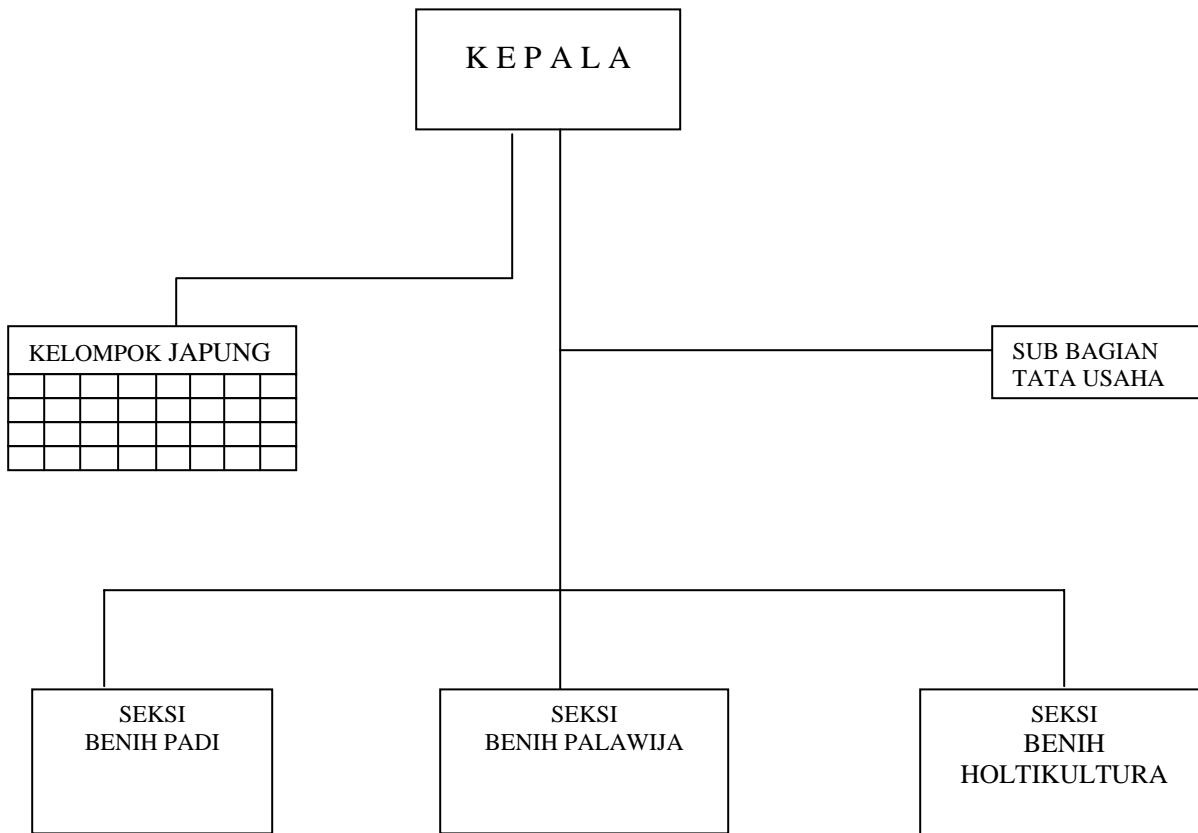 K E P A L A
KELOMPOK JAPUNG
SUB BAGIAN
TATA USAHA
SEKSI
BENIH PADI
SEKSI
BENIH PALAWIJA
SEKSI
BENIH
HOLTIKULTURA